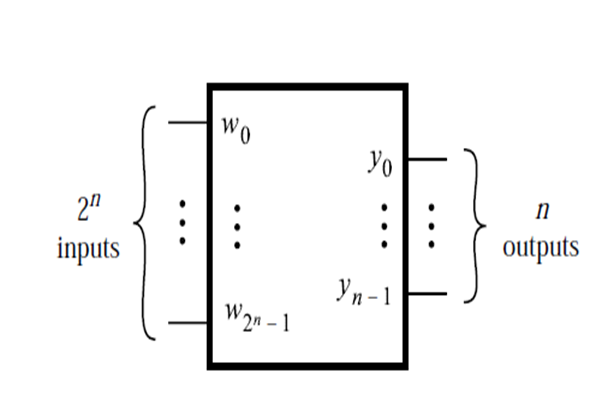 w₀
y₀
2ⁿ
inputs
n
outputs
yₙ₋₁
w₂ⁿ₋₁